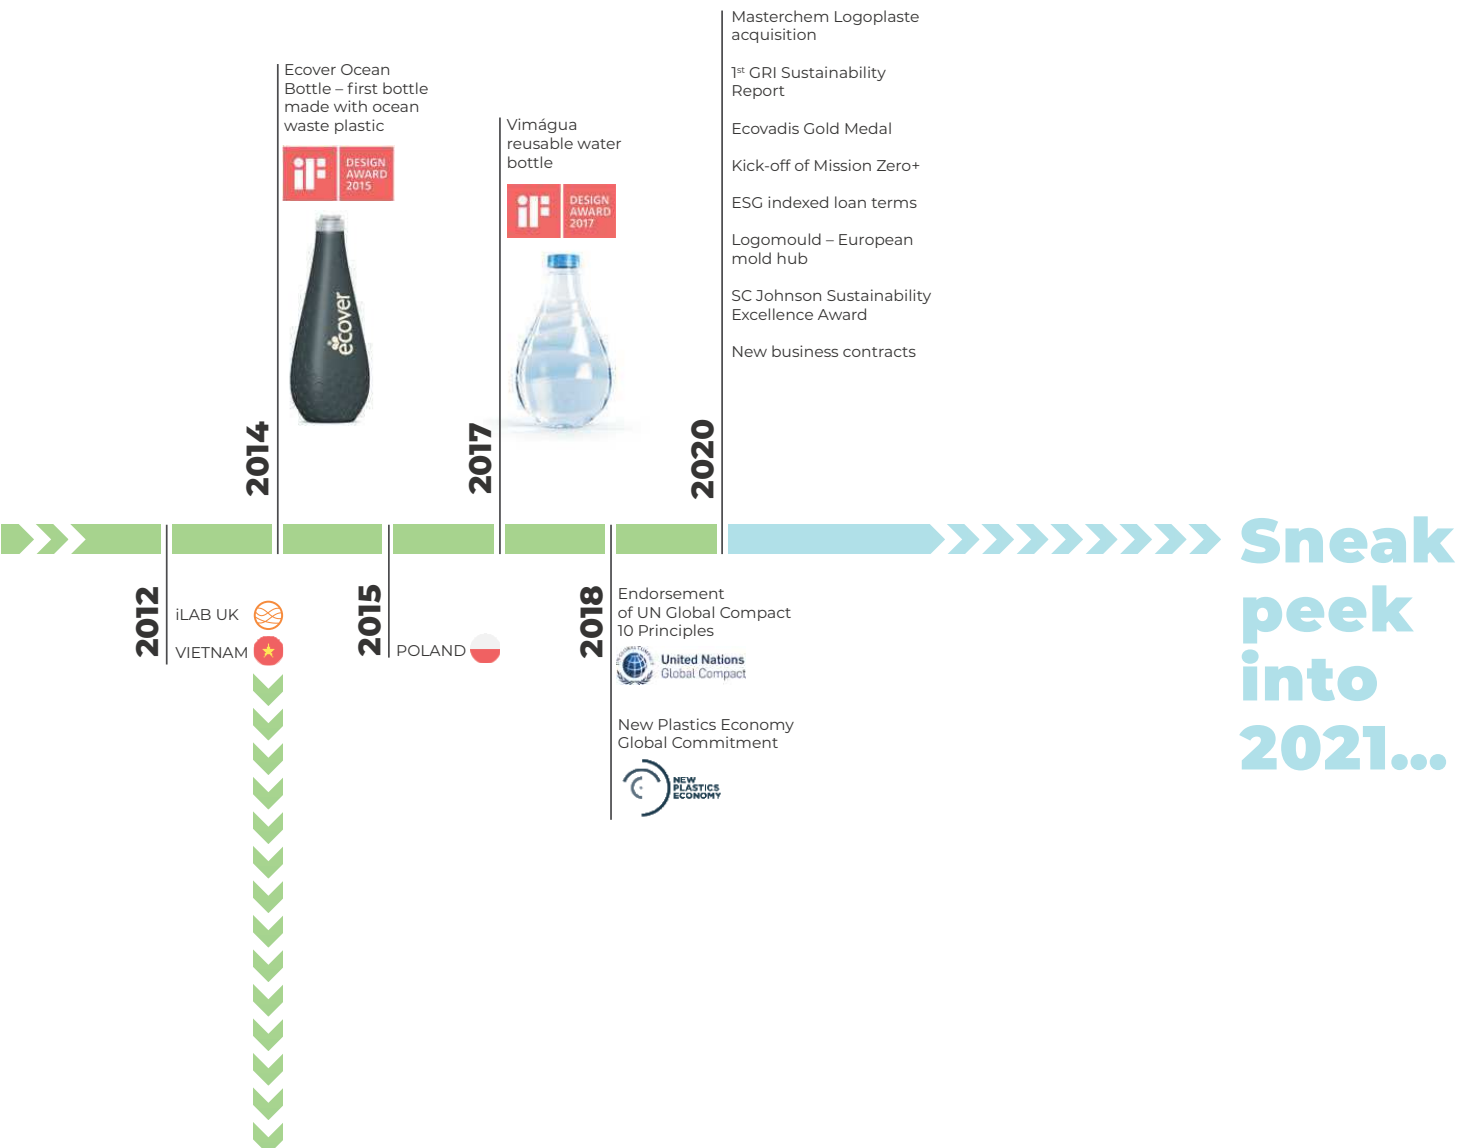 2012
iLAB UK
VIETNAM
2014
Ecover Ocean
Bottle – first bottle
made with ocean
waste plastic
iF
DESIGN
AWARD
2015
ecover
2015
POLAND
2017
Vimágua
reusable water
bottle
iF
DESIGN
AWARD
2017
2018
Endorsement
of UN Global Compact
10 Principles
United Nations
Global Compact
New Plastics Economy
Global Commitment
NEW
PLASTICS
ECONOMY
2020
Masterchem Logoplaste
acquisition
1st GRI Sustainability
Report
Ecovadis Gold Medal
Kick-off of Mission Zero+
ESG indexed loan terms
Logomould – European
mold hub
SC Johnson Sustainability
Excellence Award
New business contracts
Sneak
peek
into
2021...